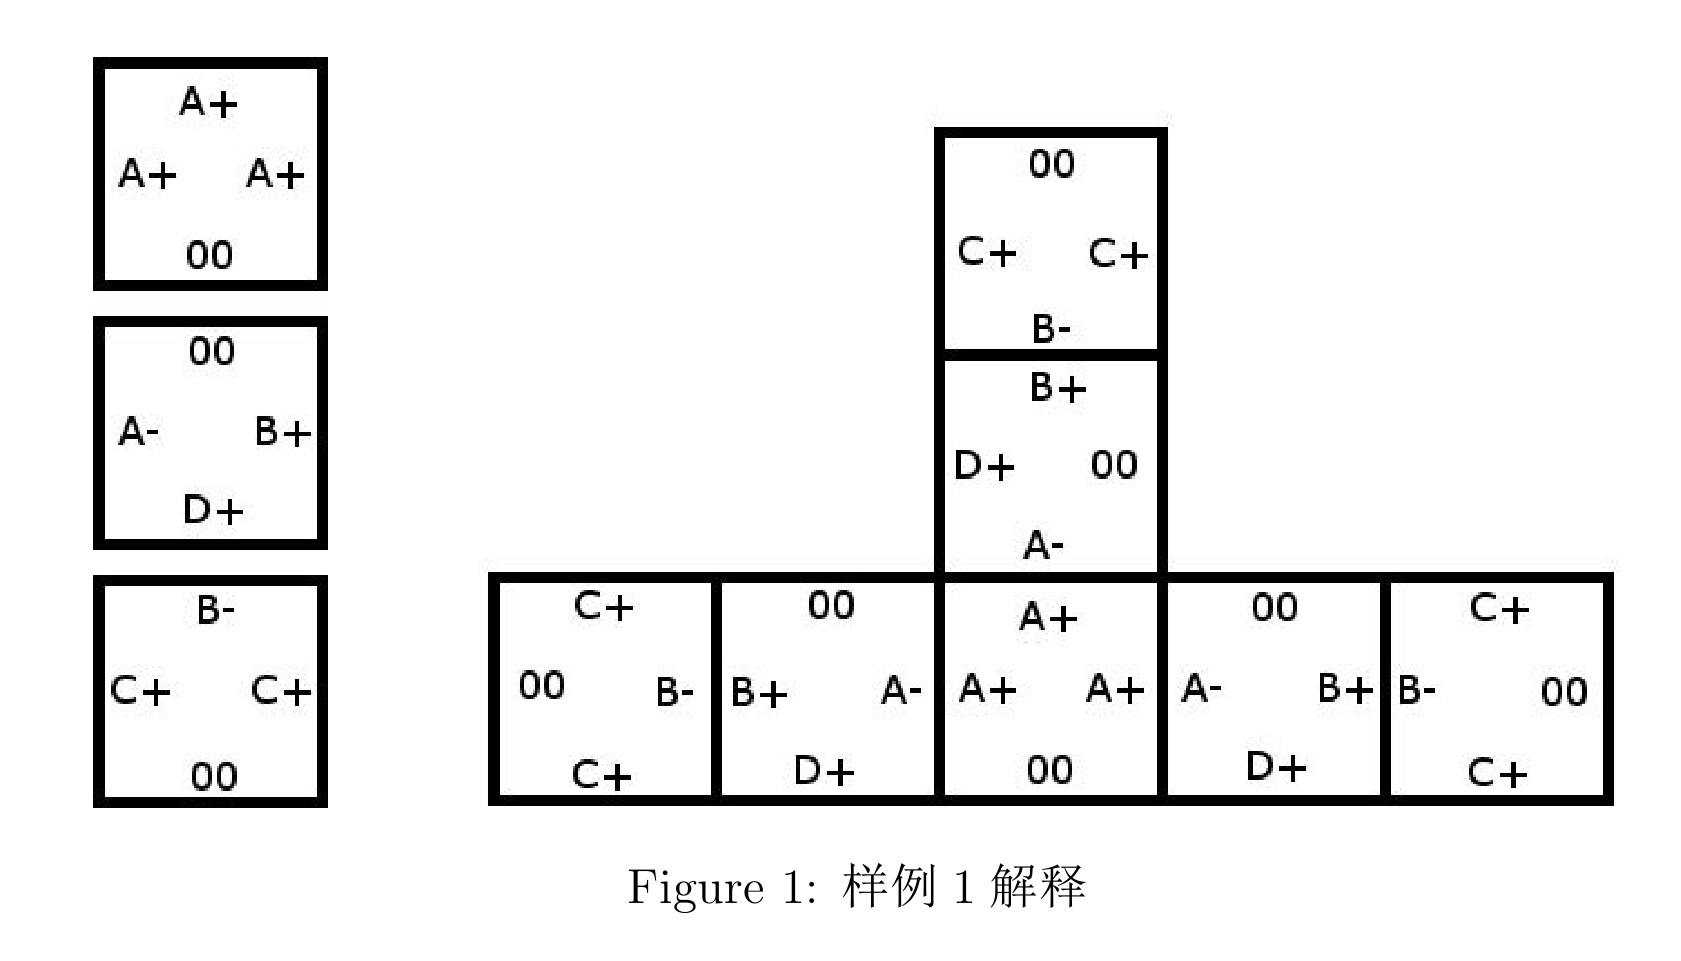 A+
A+ A+
00
00
A- B+
D+
B-
C+ C+
00
00
C+ C+
B-
B+
D+ 00
A-
C+ 00 A+ 00 C+
00 B- B+ A- A+ A+ A- B+ B- 00
C+ D+ 00 D+ C+
Figure 1: 样例 1 解释